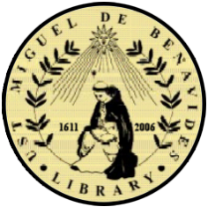 UST MIGUEL DE BENAVIDES
1611 2006
· LIBRARY ·